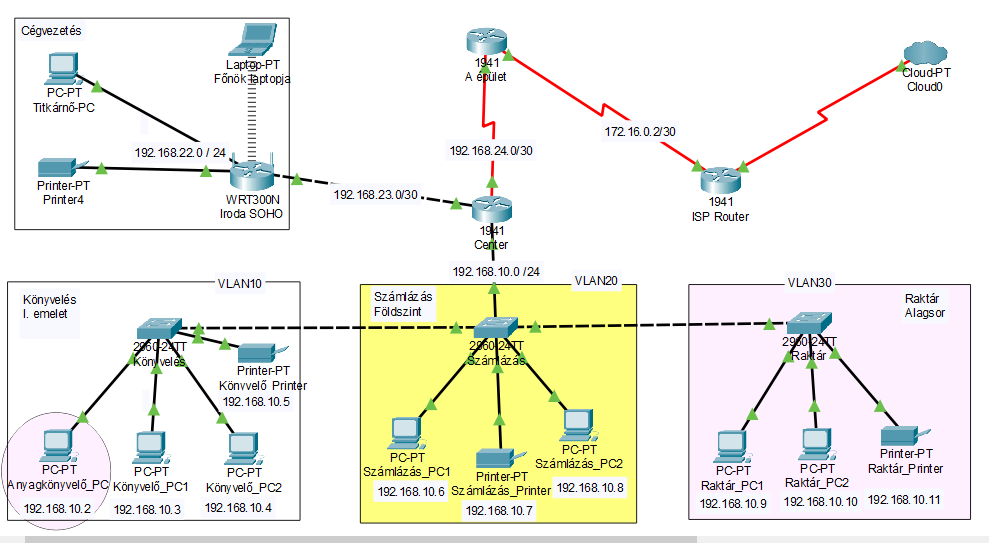 Cégvezetés
Laptop-PT
Főnök laptopja
PC-PT
Titkárnő-PC
192.168.22.0 / 24
Printer-PT
Printer4
WRT300N
Iroda SOHO
192.168.23.0/30
1941
A épület
192.168.24.0/30
172.16.0.2/30
Cloud-PT
Cloud0
1941
ISP Router
1941
Center
192.168.10.0 /24
VLAN10
Könyvelés
I. emelet
2960-24TT
Könyvelés
Printer-PT
Könyvelő Printer
192.168.10.5
PC-PT
Anyagkönyvelő_PC
192.168.10.2
PC-PT
Könyvelő_PC1
192.168.10.3
PC-PT
Könyvelő_PC2
192.168.10.4
VLAN20
Számlázás
Földszint
2960-24TT
Számlázás
PC-PT
Számlázás_PC1
192.168.10.6
Printer-PT
Számlázás_Printer
192.168.10.7
PC-PT
Számlázás_PC2
192.168.10.8
VLAN30
Raktár
Alagsor
2960-24TT
Raktár
PC-PT
Raktár_PC1
192.168.10.9
PC-PT
Raktár_PC2
192.168.10.10
Printer-PT
Raktár_Printer
192.168.10.11